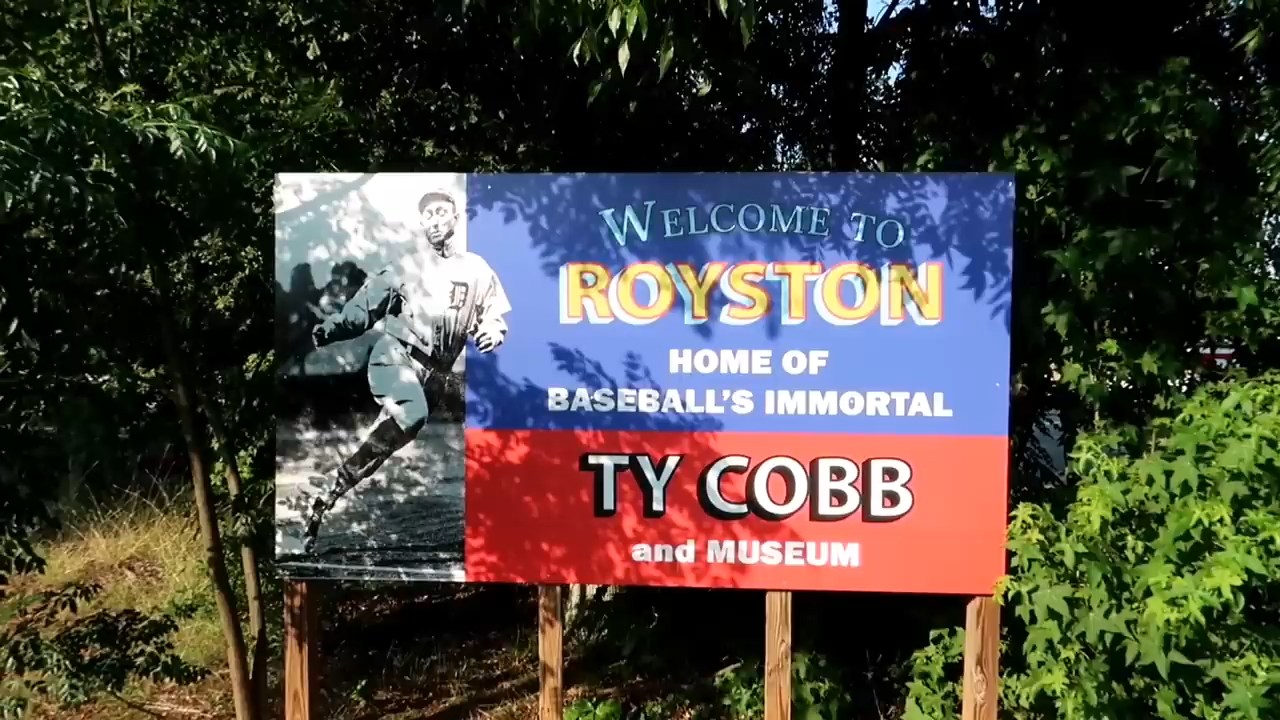 WELCOME TO
ROYSTON
HOME OF
BASEBALL'S IMMORTAL
TY COBB
and MUSEUM
D